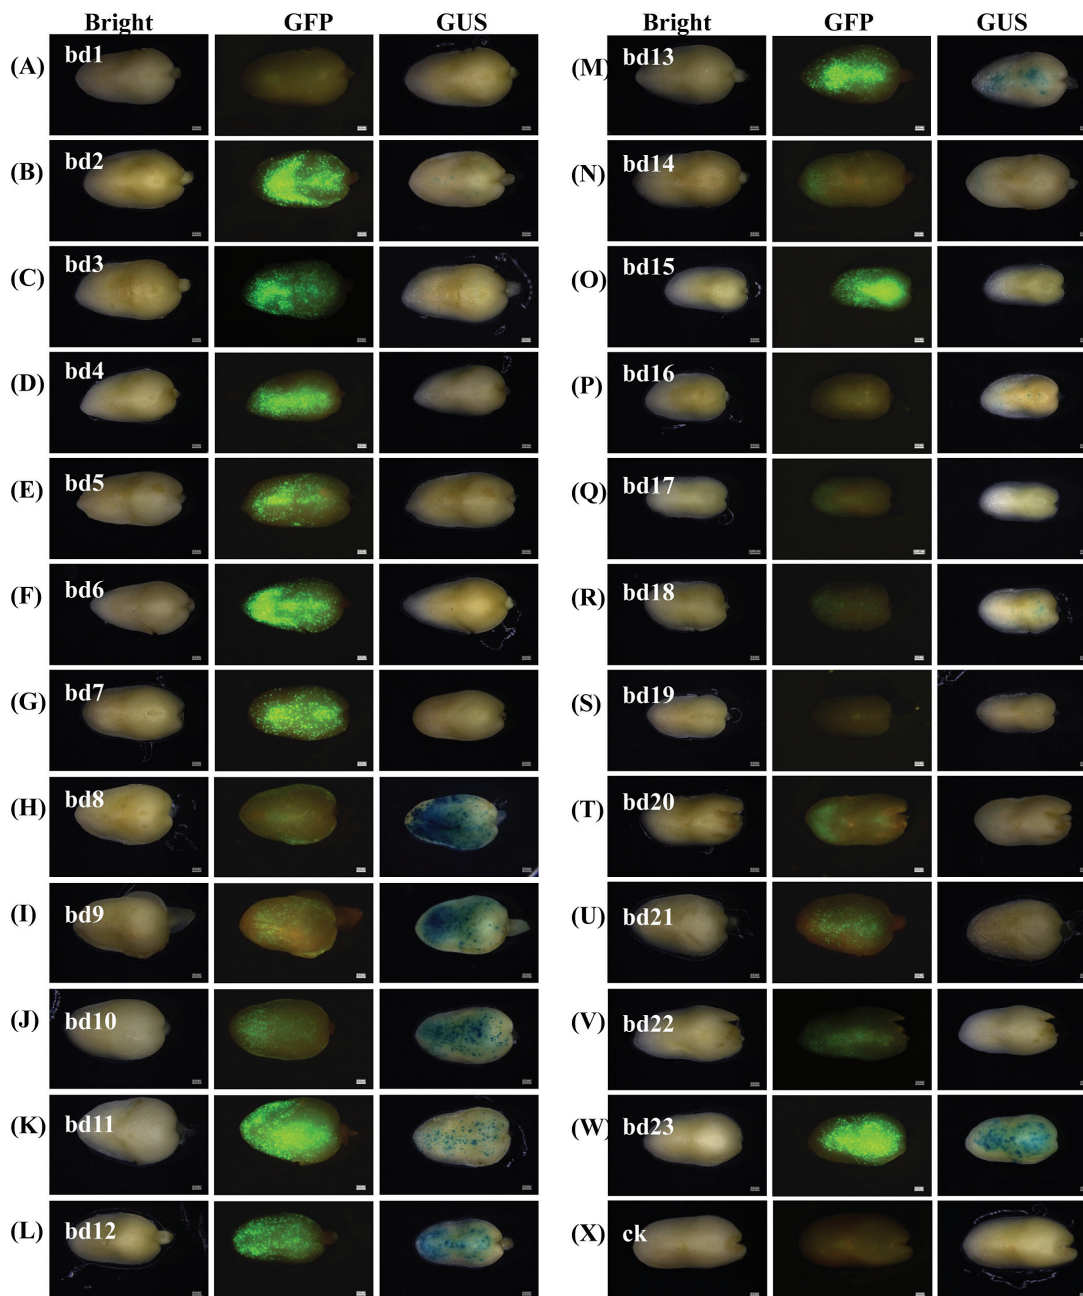 Bright GFP GUS
(A) bd1
(B) bd2
(C) bd3
(D) bd4
(E) bd5
(F) bd6
(G) bd7
(H) bd8
(I) bd9
(J) bd10
(K) bd11
(L) bd12
Bright GFP GUS
(M) bd13
(N) bd14
(O) bd15
(P) bd16
(Q) bd17
(R) bd18
(S) bd19
(T) bd20
(U) bd21
(V) bd22
(W) bd23
(X) ck